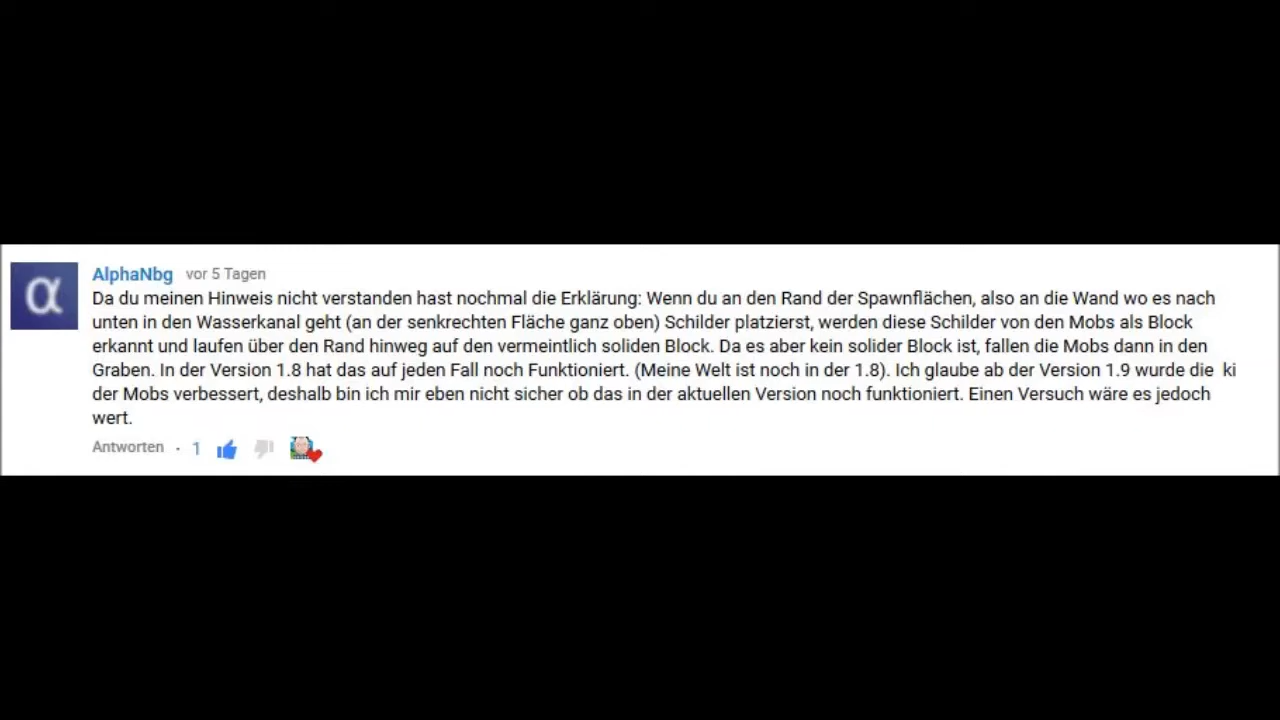 α
AlphaNbg vor 5 Tagen
Da du meinen Hinweis nicht verstanden hast nochmal die Erklärung: Wenn du an den Rand der Spawnflächen, also an die Wand wo es nach
unten in den Wasserkanal geht (an der senkrechten Fläche ganz oben) Schilder platzierst, werden diese Schilder von den Mobs als Block
erkannt und laufen über den Rand hinweg auf den vermeintlich soliden Block. Da es aber kein solider Block ist, fallen die Mobs dann in den
Graben. In der Version 1.8 hat das auf jeden Fall noch Funktioniert. (Meine Welt ist noch in der 1.8). Ich glaube ab der Version 1.9 wurde die ki
der Mobs verbessert, deshalb bin ich mir eben nicht sicher ob das in der aktuellen Version noch funktioniert. Einen Versuch wäre es jedoch
wert.
Antworten · 1